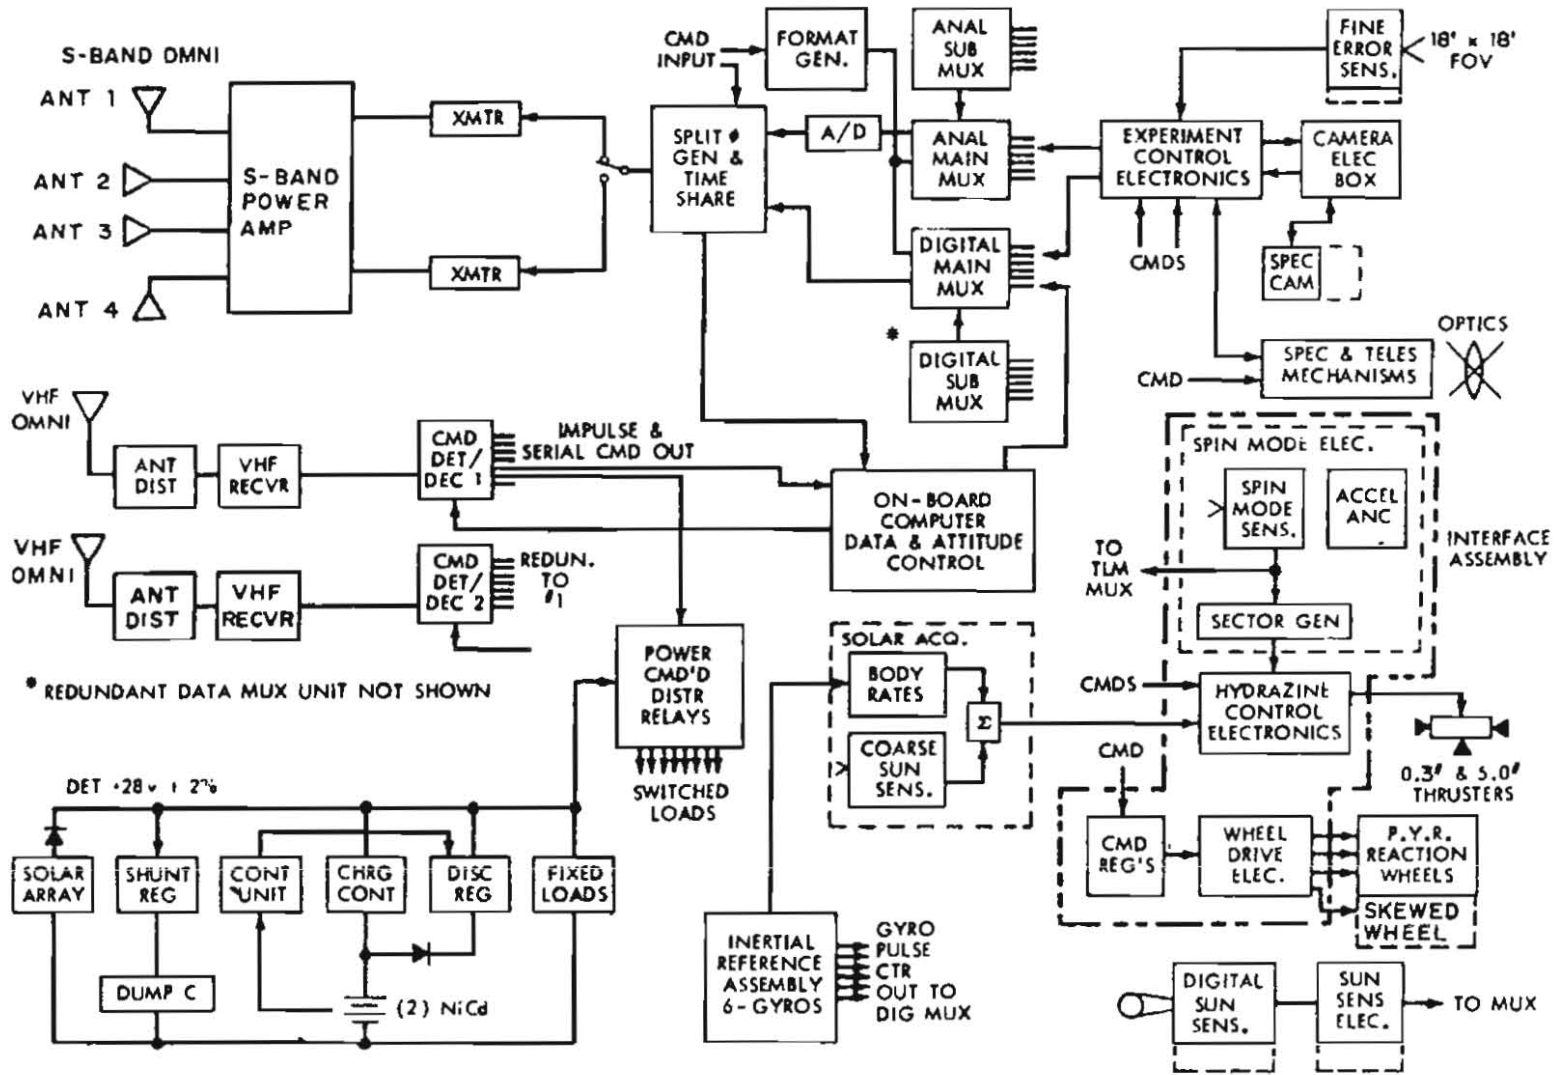 S-BAND OMNI
ANT 1
ANT 2
ANT 3
ANT 4
S-BAND
POWER
AMP
XMTR
XMTR
CMD
INPUT
FORMAT
GEN.
SPLIT φ
GEN &
TIME
SHARE
A/D
ANAL
SUB
MUX
ANAL
MAIN
MUX
DIGITAL
MAIN
MUX
*
DIGITAL
SUB
MUX
FINE
ERROR
SENS.
18' x 18'
FOV
EXPERIMENT
CONTROL
ELECTRONICS
CAMERA
ELEC
BOX
CMDS
SPEC
CAM
OPTICS
CMD
SPEC & TELES
MECHANISMS
VHF
OMNI
ANT
DIST
VHF
RECVR
CMD
DET/
DEC 1
IMPULSE &
SERIAL CMD OUT
ON-BOARD
COMPUTER
DATA & ATTITUDE
CONTROL
VHF
OMNI
ANT
DIST
VHF
RECVR
CMD
DET/
DEC 2
REDUN.
TO
#1
* REDUNDANT DATA MUX UNIT NOT SHOWN
SPIN MODE ELEC.
SPIN
MODE
SENS.
ACCEL
ANC
INTERFACE
ASSEMBLY
TO
TLM
MUX
SECTOR GEN
POWER
CMD'D
DISTR
RELAYS
SWITCHED
LOADS
SOLAR ACQ.
BODY
RATES
Σ
COARSE
SUN
SENS.
CMDS
HYDRAZINE
CONTROL
ELECTRONICS
0.3# & 5.0#
THRUSTERS
CMD
CMD
REG'S
WHEEL
DRIVE
ELEC.
P.Y.R.
REACTION
WHEELS
SKEWED
WHEEL
DET +28v ± 2%
SOLAR
ARRAY
SHUNT
REG
CONT
UNIT
CHRG
CONT
DISC
REG
FIXED
LOADS
DUMP C
(2) NiCd
INERTIAL
REFERENCE
ASSEMBLY
6-GYROS
GYRO
PULSE
CTR
OUT TO
DIG MUX
DIGITAL
SUN
SENS.
SUN
SENS
ELEC.
TO MUX